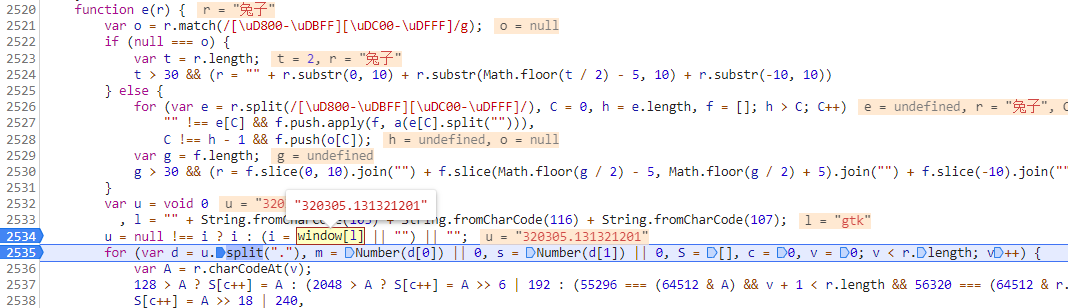 2520 function e(r) { r = "兔子"
2521 var o = r.match(/[\uD800-\uDBFF][\uDC00-\uDFFF]/g); o = null
2522 if (null === o) {
2523 var t = r.length; t = 2, r = "兔子"
2524 t > 30 && (r = "" + r.substr(0, 10) + r.substr(Math.floor(t / 2) - 5, 10) + r.substr(-10, 10))
2525 } else {
2526 for (var e = r.split(/[\uD800-\uDBFF][\uDC00-\uDFFF]/), C = 0, h = e.length, f = []; h > C; C++) e = undefined, r = "兔子", C
2527 "" !== e[C] && f.push.apply(f, a(e[C].split(""))),
2528 C !== h - 1 && f.push(o[C]); h = undefined, o = null
2529 var g = f.length; g = undefined
2530 g > 30 && (r = f.slice(0, 10).join("") + f.slice(Math.floor(g / 2) - 5, Math.floor(g / 2) + 5).join("") + f.slice(-10).join(""
2531 }
2532 var u = void 0 u = "320
"320305.131321201"
2533 , l = "" + String.fromCharCode(103) + String.fromCharCode(116) + String.fromCharCode(107); l = "gtk"
2534 u = null !== i ? i : (i = window[l] || "") || ""; u = "320305.131321201"
2535 for (var d = u.split("."), m = Number(d[0]) || 0, s = Number(d[1]) || 0, S = [], c = 0, v = 0; v < r.length; v++) {
2536 var A = r.charCodeAt(v);
2537 128 > A ? S[c++] = A : (2048 > A ? S[c++] = A >> 6 | 192 : (55296 === (64512 & A) && v + 1 < r.length && 56320 === (64512 & r.
2538 S[c++] = A >> 18 | 240,